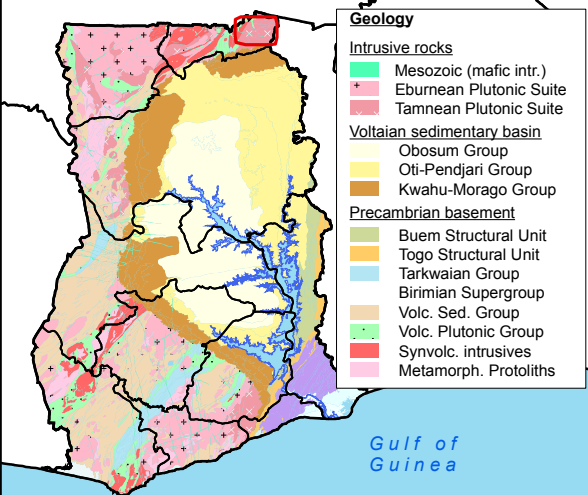 Geology
Intrusive rocks
Mesozoic (mafic intr.)
Eburnean Plutonic Suite
Tamnean Plutonic Suite
Voltaian sedimentary basin
Obosum Group
Oti-Pendjari Group
Kwahu-Morago Group
Precambrian basement
Buem Structural Unit
Togo Structural Unit
Tarkwaian Group
Birimian Supergroup
Volc. Sed. Group
Volc. Plutonic Group
Synvolc. intrusives
Metamorph. Protoliths
Gulf of
Guinea